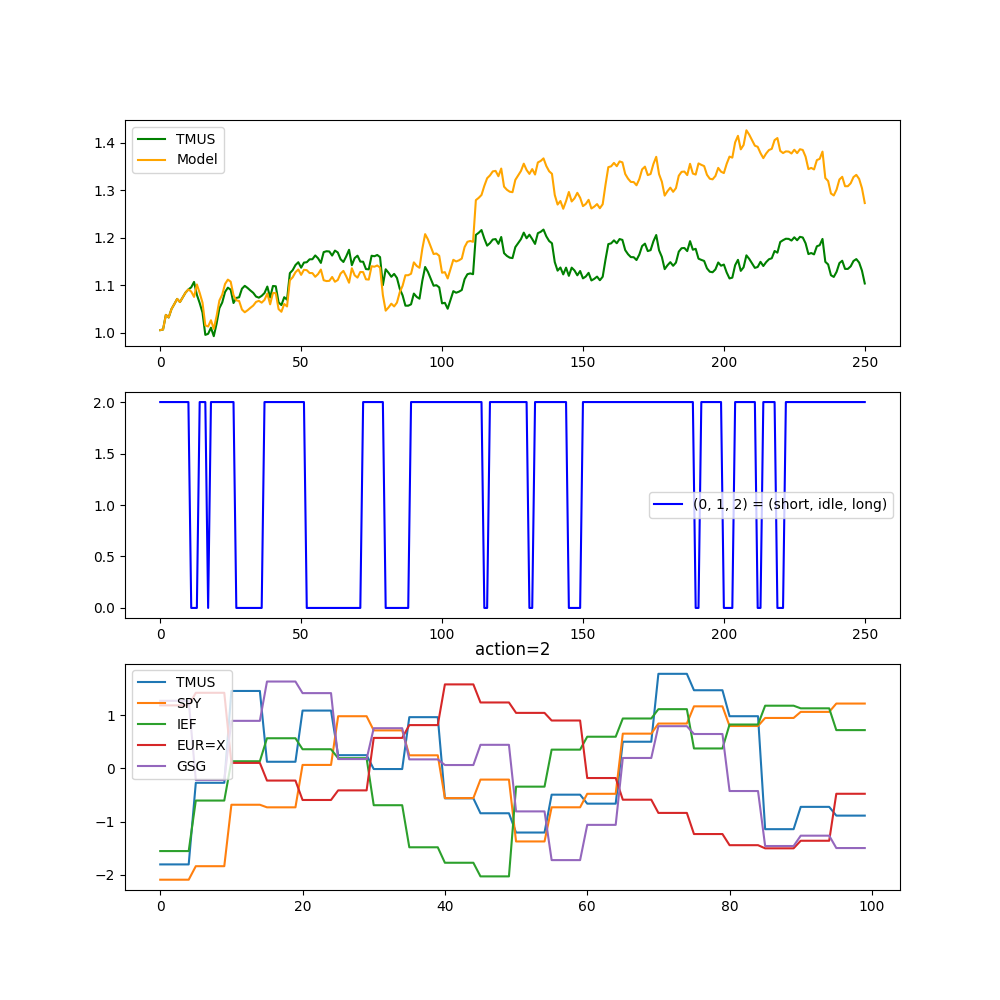 1.4
1.3
1.2
1.1
1.0
TMUS
Model
0 50 100 150 200 250
2.0
1.5
1.0
0.5
0.0
(0, 1, 2) = (short, idle, long)
0 50 100 150 200 250
action=2
1
0
−1
−2
TMUS
SPY
IEF
EUR=X
GSG
0 20 40 60 80 100